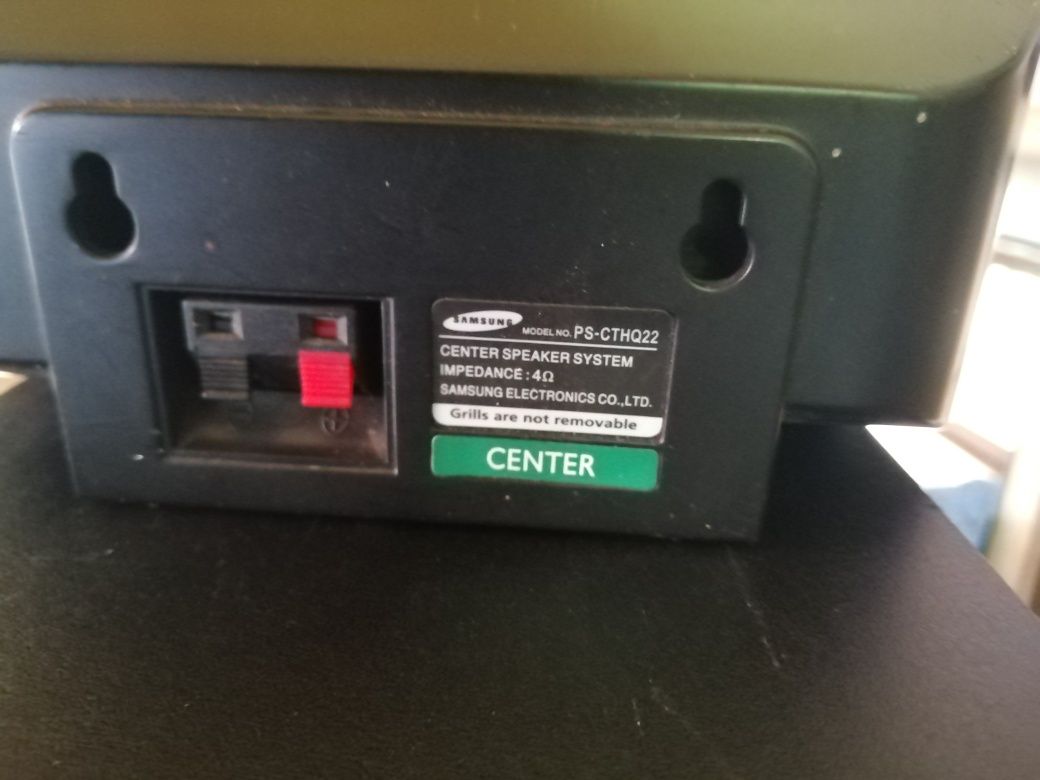 SAMSUNG MODEL NO. PS-CTHQ22
CENTER SPEAKER SYSTEM
IMPEDANCE : 4Ω
SAMSUNG ELECTRONICS CO.,LTD.
Grills are not removable
CENTER